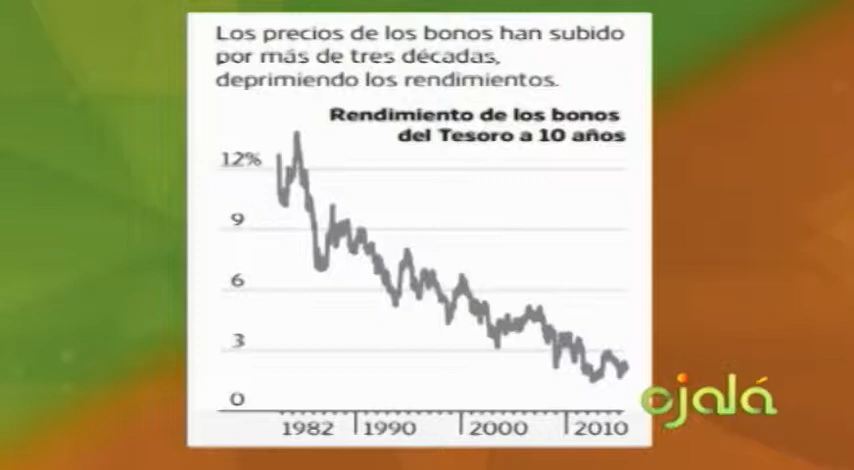 Los precios de los bonos han subido
por más de tres décadas,
deprimiendo los rendimientos.
Rendimiento de los bonos
del Tesoro a 10 años
12%
9
6
3
0
1982 1990 2000 2010
ojalá